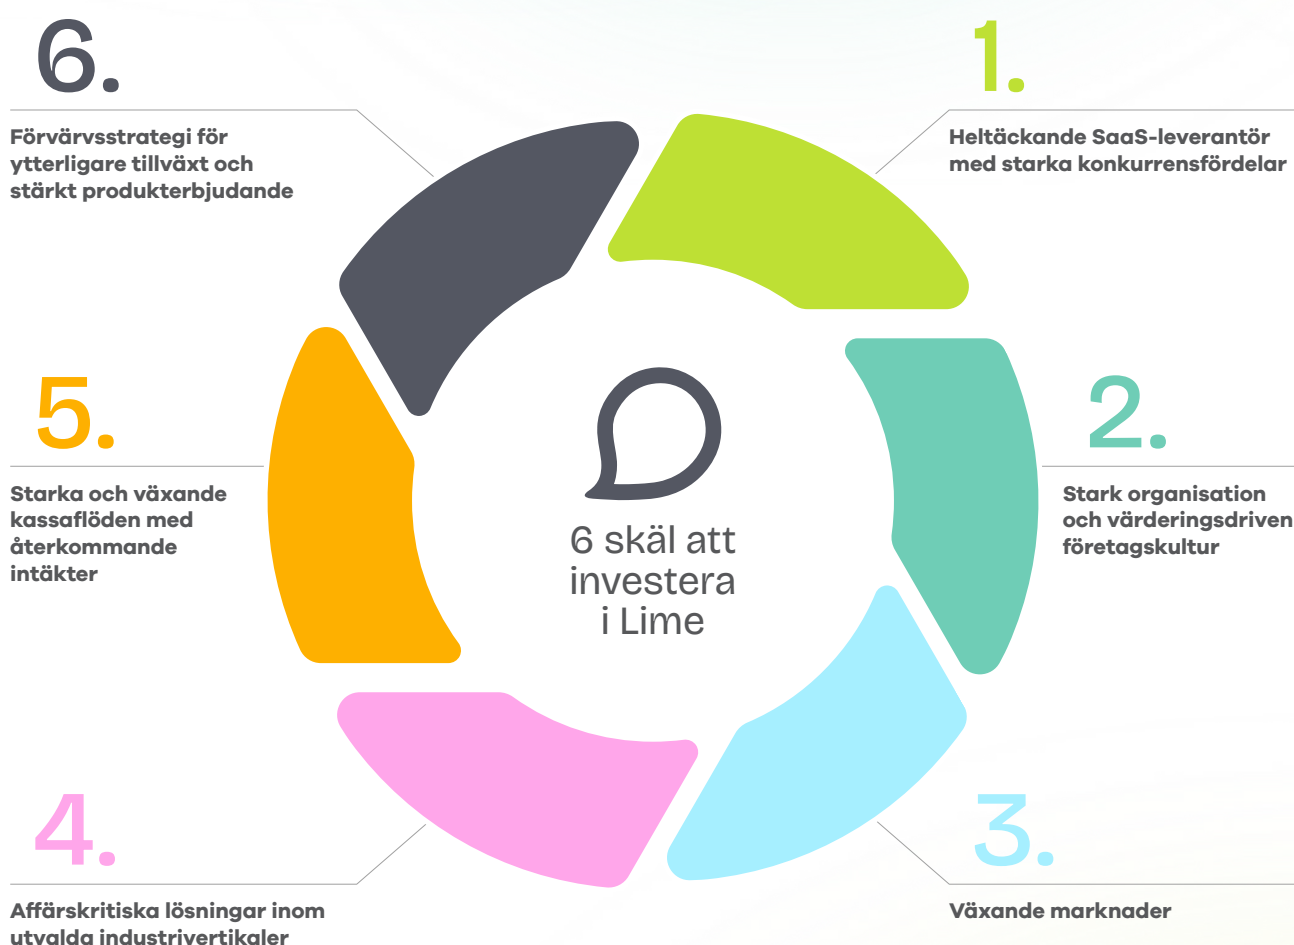 6 skäl att
investera
i Lime
1.
Heltäckande SaaS-leverantör
med starka konkurrensfördelar
2.
Stark organisation
och värderingsdriven
företagskultur
3.
Växande marknader
4.
Affärskritiska lösningar inom
utvalda industrivertikaler
5.
Starka och växande
kassaflöden med
återkommande
intäkter
6.
Förvärvsstrategi för
ytterligare tillväxt och
stärkt produkterbjudande